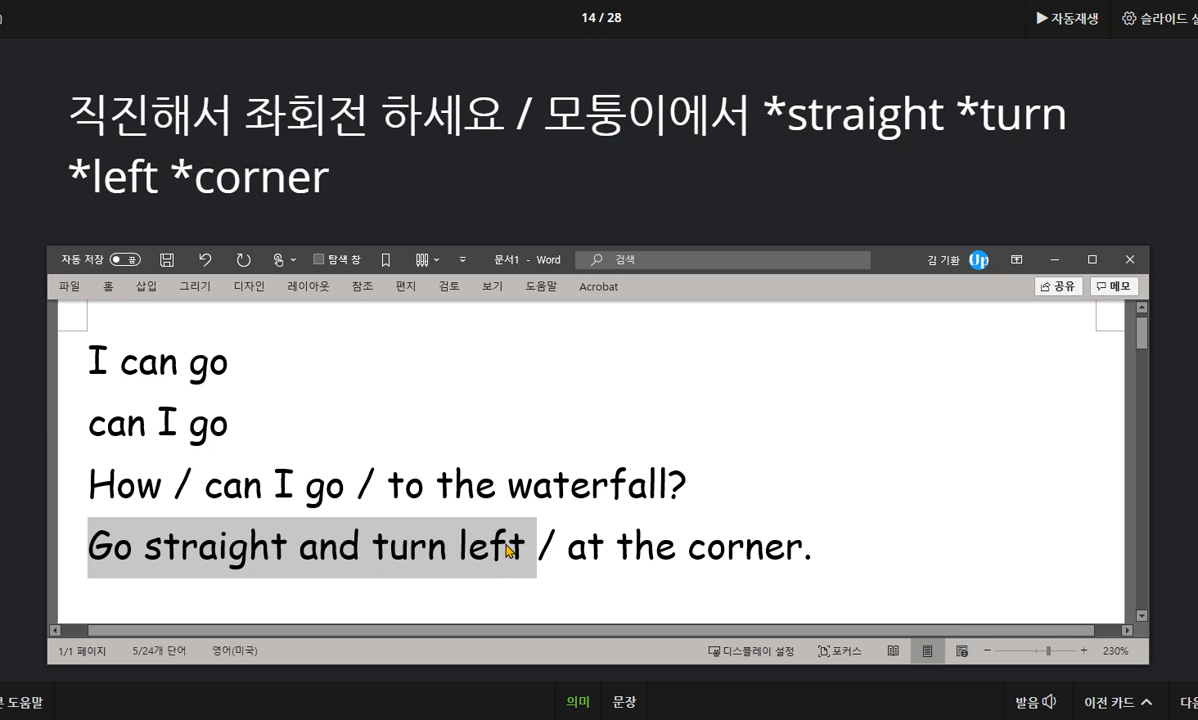 14 / 28
자동재생
슬라이드
직진해서 좌회전 하세요 / 모퉁이에서 *straight *turn
*left *corner
자동 저장 끔 탐색 창 문서1 - Word 검색 김 기환 Up
파일 홈 삽입 그리기 디자인 레이아웃 참조 편지 검토 보기 도움말 Acrobat 공유 메모
I can go
can I go
How / can I go / to the waterfall?
Go straight and turn left / at the corner.
1/1 페이지 5/24개 단어 영어(미국) 디스플레이 설정 포커스 230%
도움말 의미 문장 발음 이전 카드